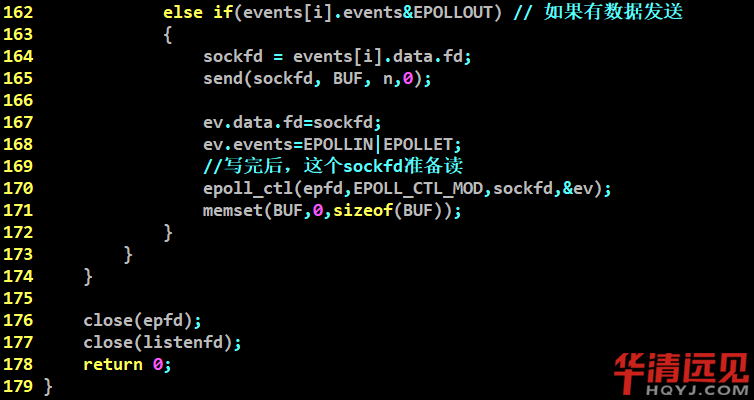 162             else if(events[i].events&EPOLLOUT) // 如果有数据发送
163             {
164                 sockfd = events[i].data.fd;
165                 send(sockfd, BUF, n,0);
166
167                 ev.data.fd=sockfd;
168                 ev.events=EPOLLIN|EPOLLET;
169                 //写完后，这个sockfd准备读
170                 epoll_ctl(epfd,EPOLL_CTL_MOD,sockfd,&ev);
171                 memset(BUF,0,sizeof(BUF));
172             }
173         }
174     }
175
176     close(epfd);
177     close(listenfd);
178     return 0;
179 }
华清远见
HQYJ.COM